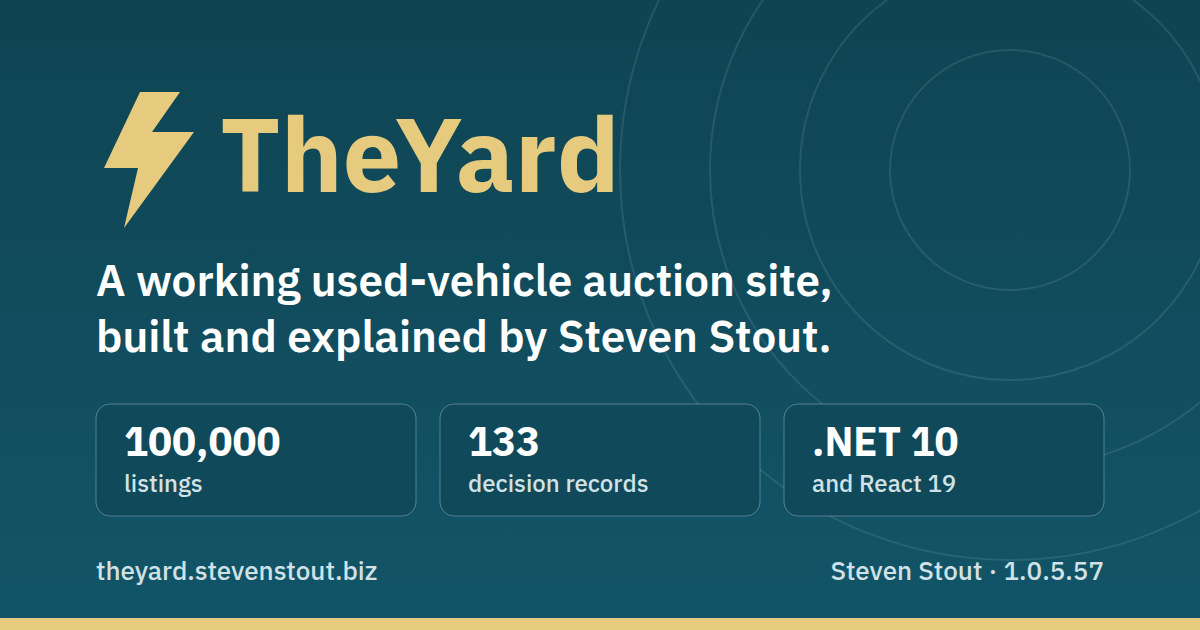 TheYard
A working used-vehicle auction site,
built and explained by Steven Stout.
100,000
listings
133
decision records
.NET 10
and React 19
theyard.stevenstout.biz
Steven Stout · 1.0.5.57